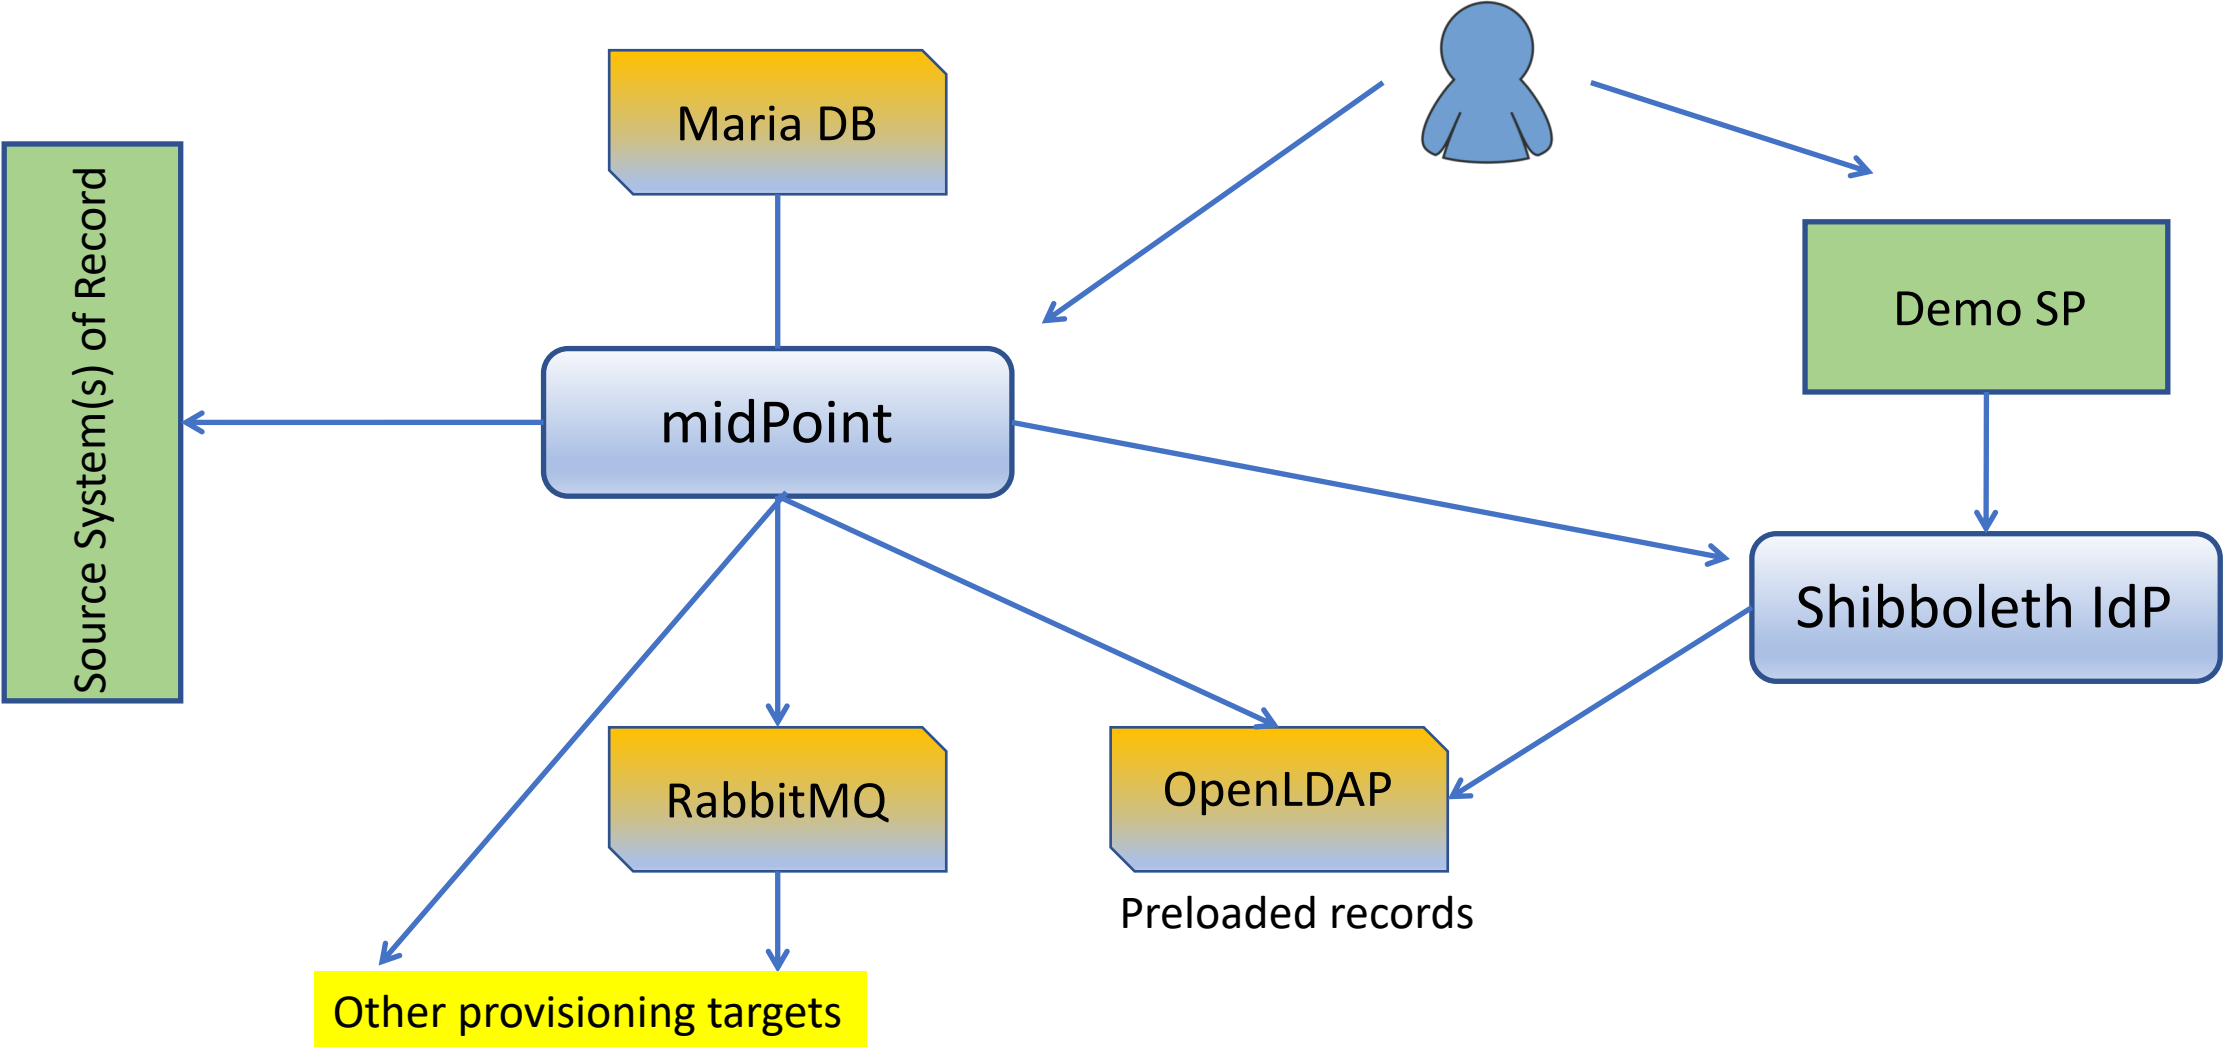 Maria DB
Source System(s) of Record
Demo SP
midPoint
Shibboleth IdP
RabbitMQ
OpenLDAP
Preloaded records
Other provisioning targets